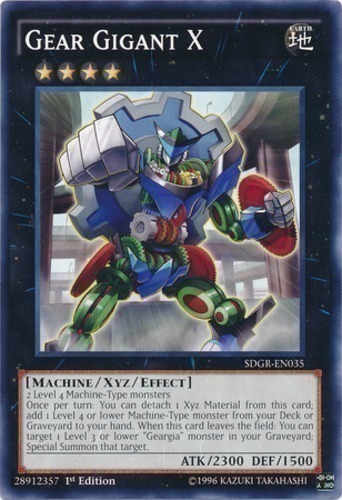 GEAR GIGANT X
EARTH
地
SDGR-EN035
[MACHINE/XYZ/EFFECT]
2 Level 4 Machine-Type monsters
Once per turn: You can detach 1 Xyz Material from this card;
add 1 Level 4 or lower Machine-Type monster from your Deck
or Graveyard to your hand. When this card leaves the field: You can
target 1 Level 3 or lower "Geargia" monster in your Graveyard;
Special Summon that target.
ATK/2300 DEF/1500
28912357 1st Edition ©1996 KAZUKI TAKAHASHI